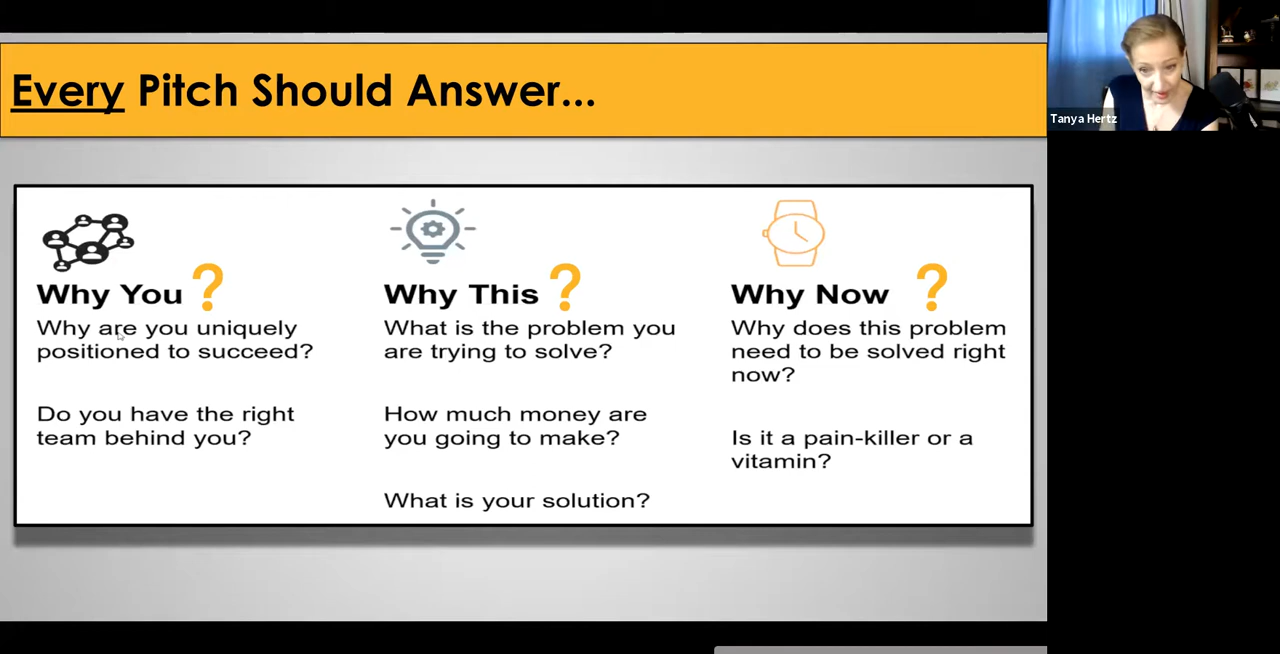 Every Pitch Should Answer...
Tanya Hertz
Why You ?
Why are you uniquely
positioned to succeed?
Do you have the right
team behind you?
Why This ?
What is the problem you
are trying to solve?
How much money are
you going to make?
What is your solution?
Why Now ?
Why does this problem
need to be solved right
now?
Is it a pain-killer or a
vitamin?